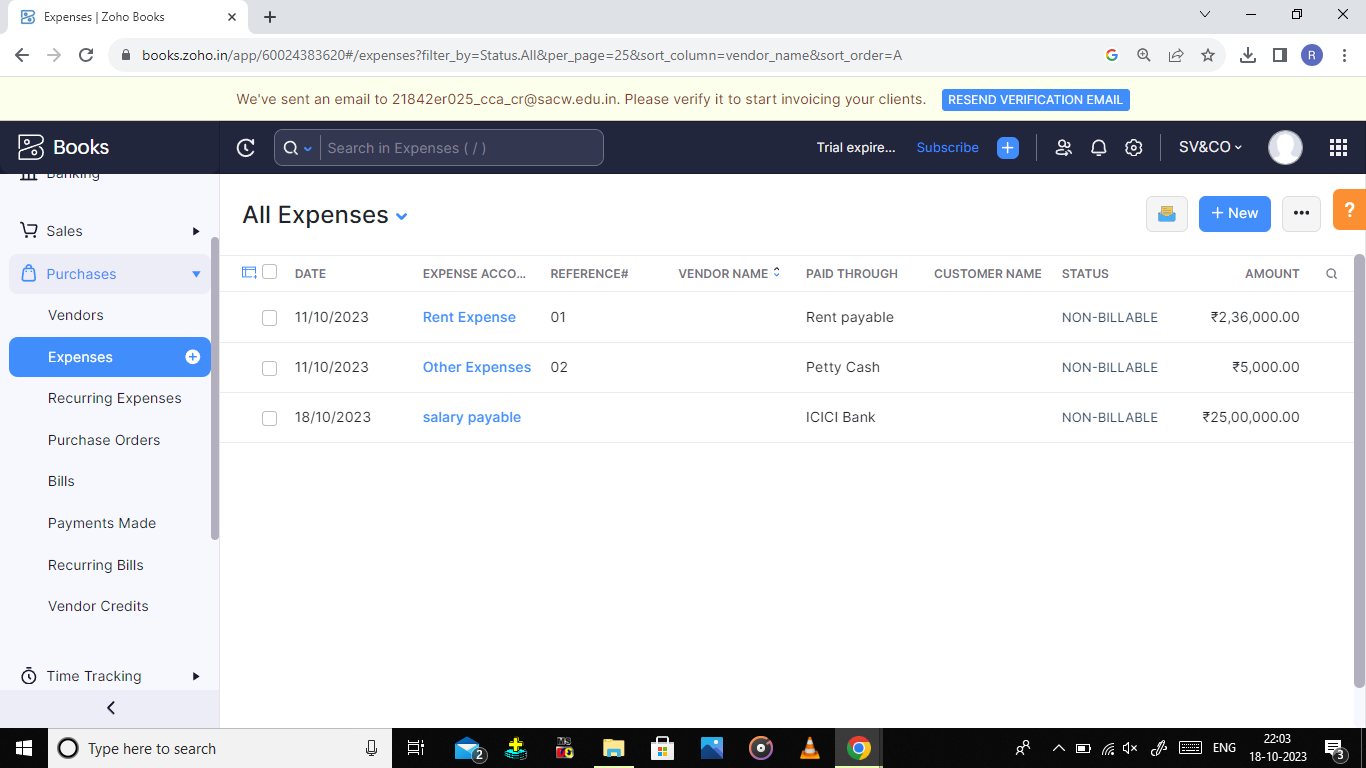 Expenses | Zoho Books
books.zoho.in/app/60024383620#/expenses?filter_by=Status.All&per_page=25&sort_column=vendor_name&sort_order=A
R
We've sent an email to 21842er025_cca_cr@sacw.edu.in. Please verify it to start invoicing your clients. RESEND VERIFICATION EMAIL
Books
Search in Expenses ( / )
Trial expire... Subscribe
SV&CO
Banking
Sales
Purchases
Vendors
Expenses
Recurring Expenses
Purchase Orders
Bills
Payments Made
Recurring Bills
Vendor Credits
Time Tracking
All Expenses
+ New
?
DATE EXPENSE ACCO... REFERENCE# VENDOR NAME PAID THROUGH CUSTOMER NAME STATUS AMOUNT
11/10/2023 Rent Expense 01 Rent payable NON-BILLABLE ₹2,36,000.00
11/10/2023 Other Expenses 02 Petty Cash NON-BILLABLE ₹5,000.00
18/10/2023 salary payable ICICI Bank NON-BILLABLE ₹25,00,000.00
Type here to search
2
ENG
22:03
18-10-2023
3